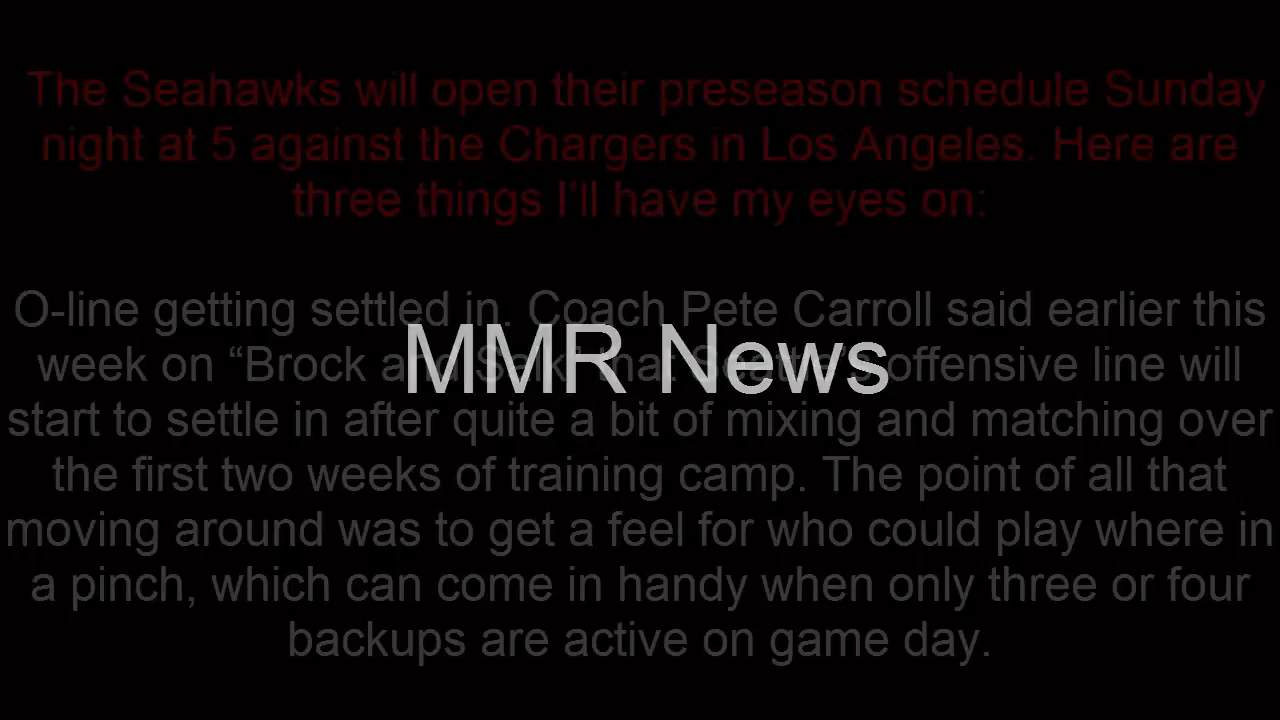 The Seahawks will open their preseason schedule Sunday
night at 5 against the Chargers in Los Angeles. Here are
three things I'll have my eyes on:
O-line getting settled in. Coach Pete Carroll said earlier this
week on “Brock and Salk” that Seattle's offensive line will
MMR News
start to settle in after quite a bit of mixing and matching over
the first two weeks of training camp. The point of all that
moving around was to get a feel for who could play where in
a pinch, which can come in handy when only three or four
backups are active on game day.